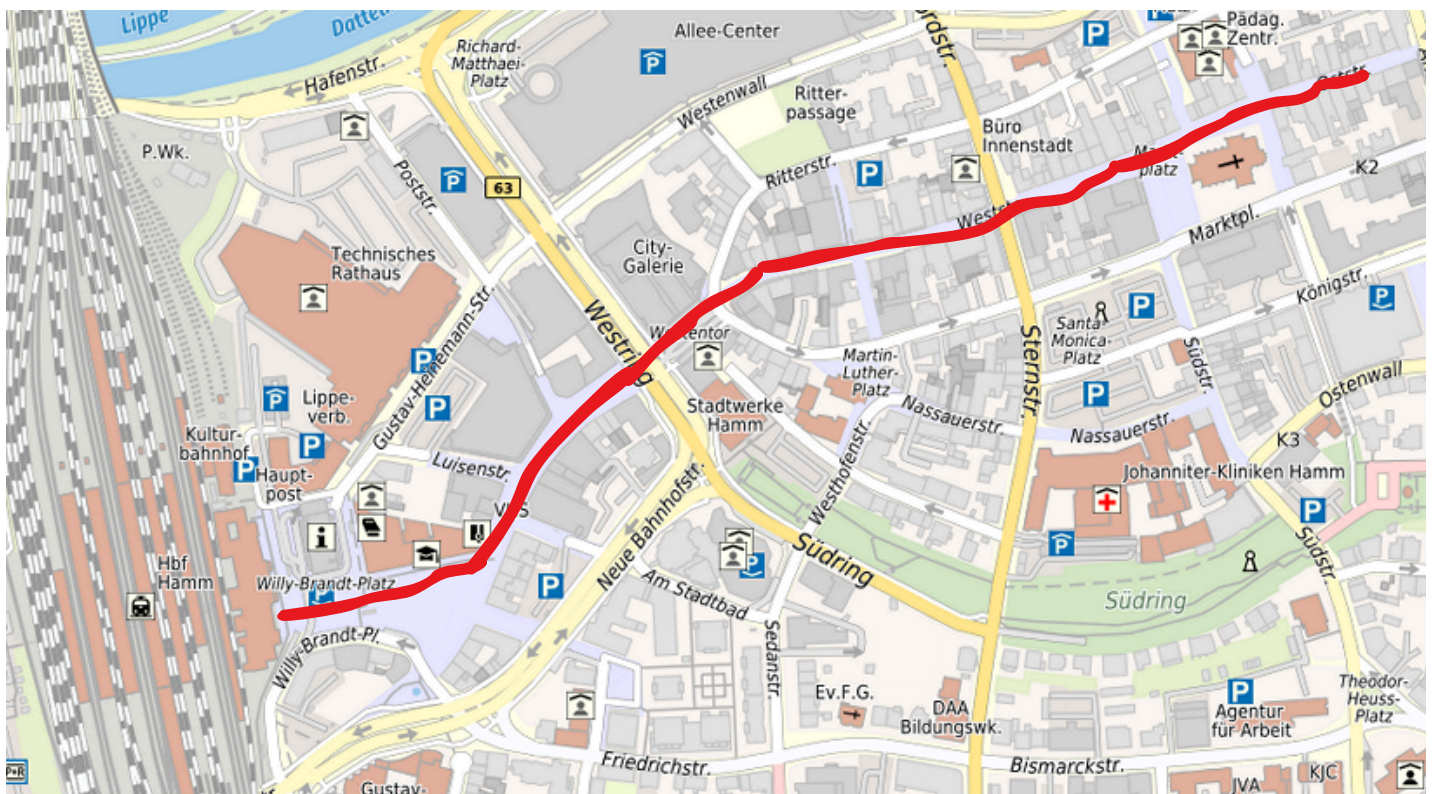 Lippe
Hafenstr.
Richard-
Matthaei-
Platz
Allee-Center
Pädag.
Zentr.
P.Wk.
Poststr.
63
Westenwall
Ritter-
passage
Büro
Innenstadt
Ritterstr.
K2
Technisches
Rathaus
City-
Galerie
Marktpl.
Königstr.
Westring
Gustav-Heinemann-Str.
Santa-
Monica-
Platz
Martin-
Luther-
Platz
Sternstr.
Südstr.
Ostenwall
Lippe-
verb.
Stadtwerke
Hamm
Nassauerstr.
Nassauerstr.
K3
Kultur-
bahnhof
Haupt-
post
Luisenstr.
Westhofenstr.
Johanniter-Kliniken Hamm
Neue Bahnhofstr.
Südring
Südstr.
Hbf
Hamm
Willy-Brandt-Platz
Am Stadtbad
Südring
Willy-Brandt-Pl.
Sedanstr.
Ev.F.G.
DAA
Bildungswk.
Agentur
für Arbeit
Theodor-
Heuss-
Platz
Friedrichstr.
Bismarckstr.
P+R
Gustav-
JVA
KJC